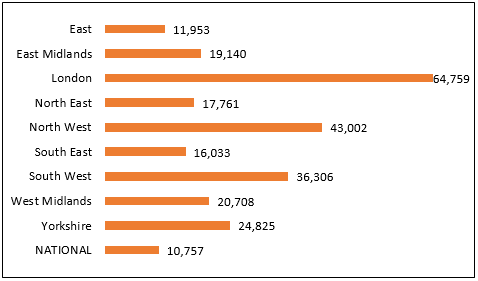 East 11,953
East Midlands 19,140
London 64,759
North East 17,761
North West 43,002
South East 16,033
South West 36,306
West Midlands 20,708
Yorkshire 24,825
NATIONAL 10,757